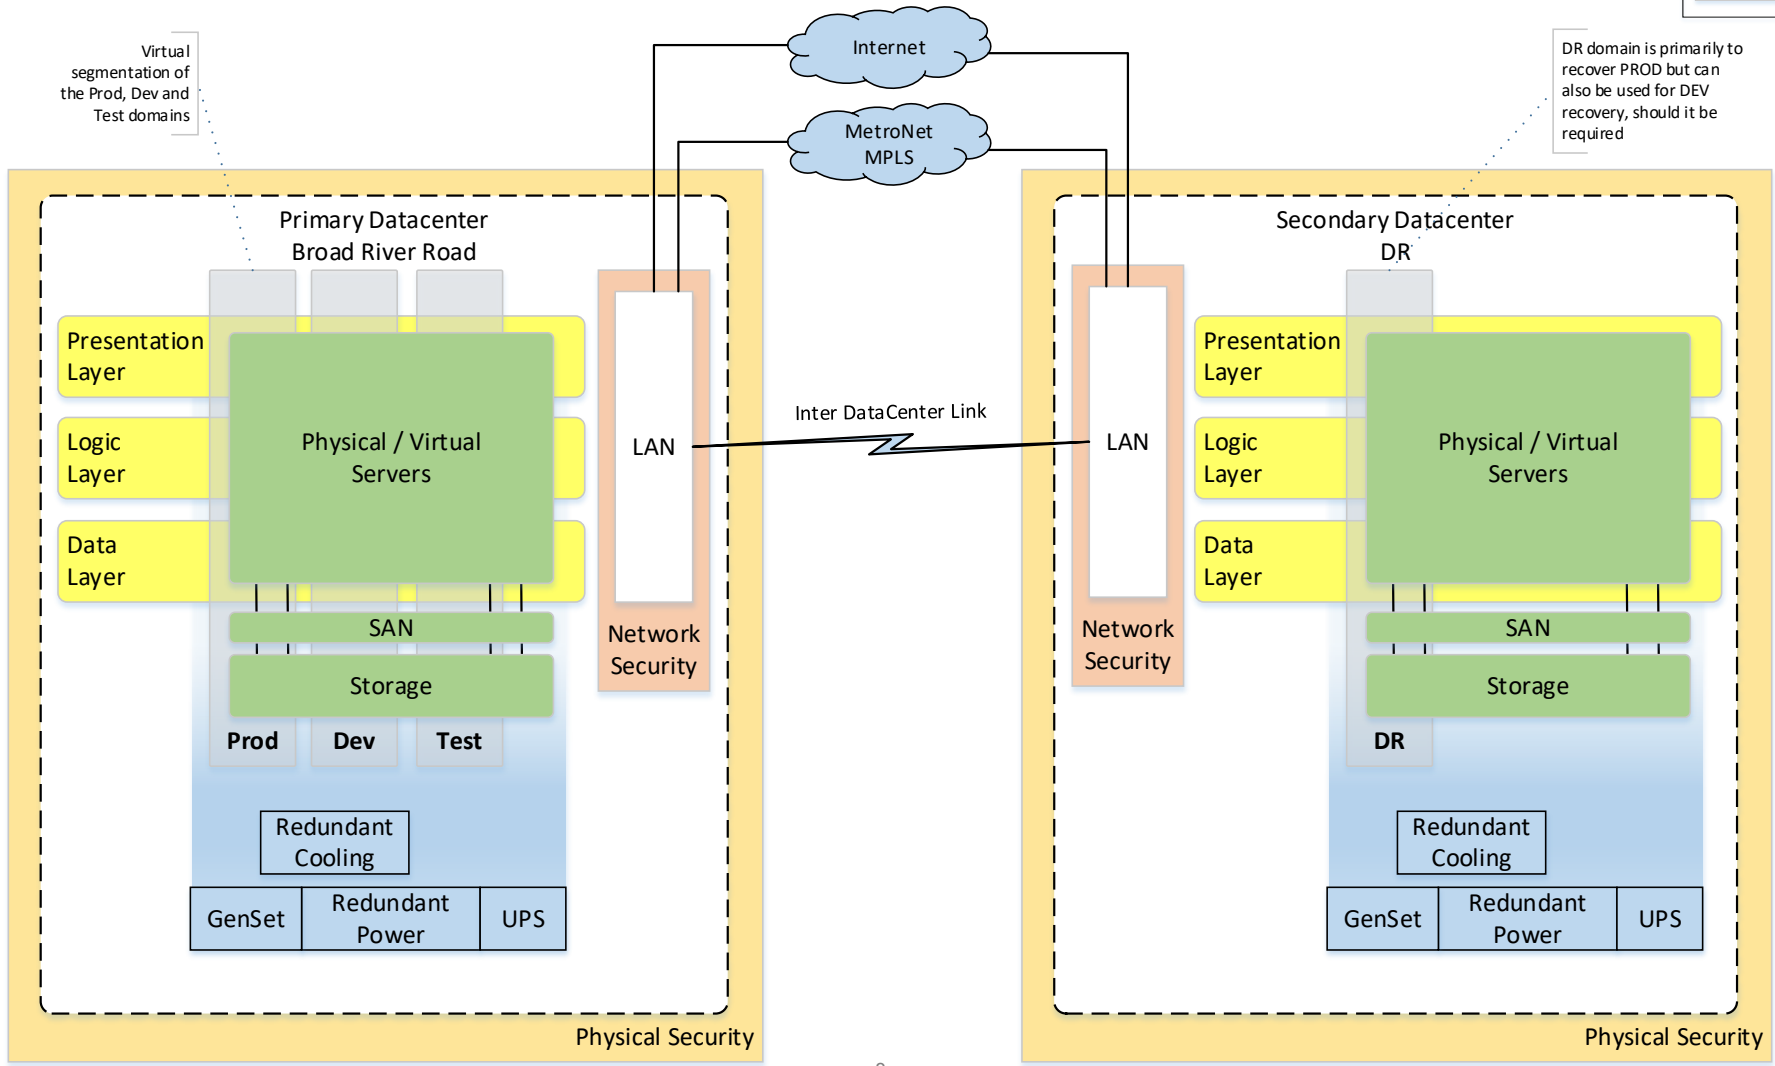 Virtual
segmentation of
the Prod, Dev and
Test domains
Internet
MetroNet
MPLS
DR domain is primarily to
recover PROD but can
also be used for DEV
recovery, should it be
required
Primary Datacenter
Broad River Road
Presentation
Layer
Logic
Layer
Data
Layer
Physical / Virtual
Servers
SAN
Storage
Prod
Dev
Test
Redundant
Cooling
GenSet
Redundant
Power
UPS
LAN
Network
Security
Physical Security
Inter DataCenter Link
Secondary Datacenter
DR
LAN
Network
Security
Presentation
Layer
Logic
Layer
Data
Layer
Physical / Virtual
Servers
SAN
Storage
DR
Redundant
Cooling
GenSet
Redundant
Power
UPS
Physical Security